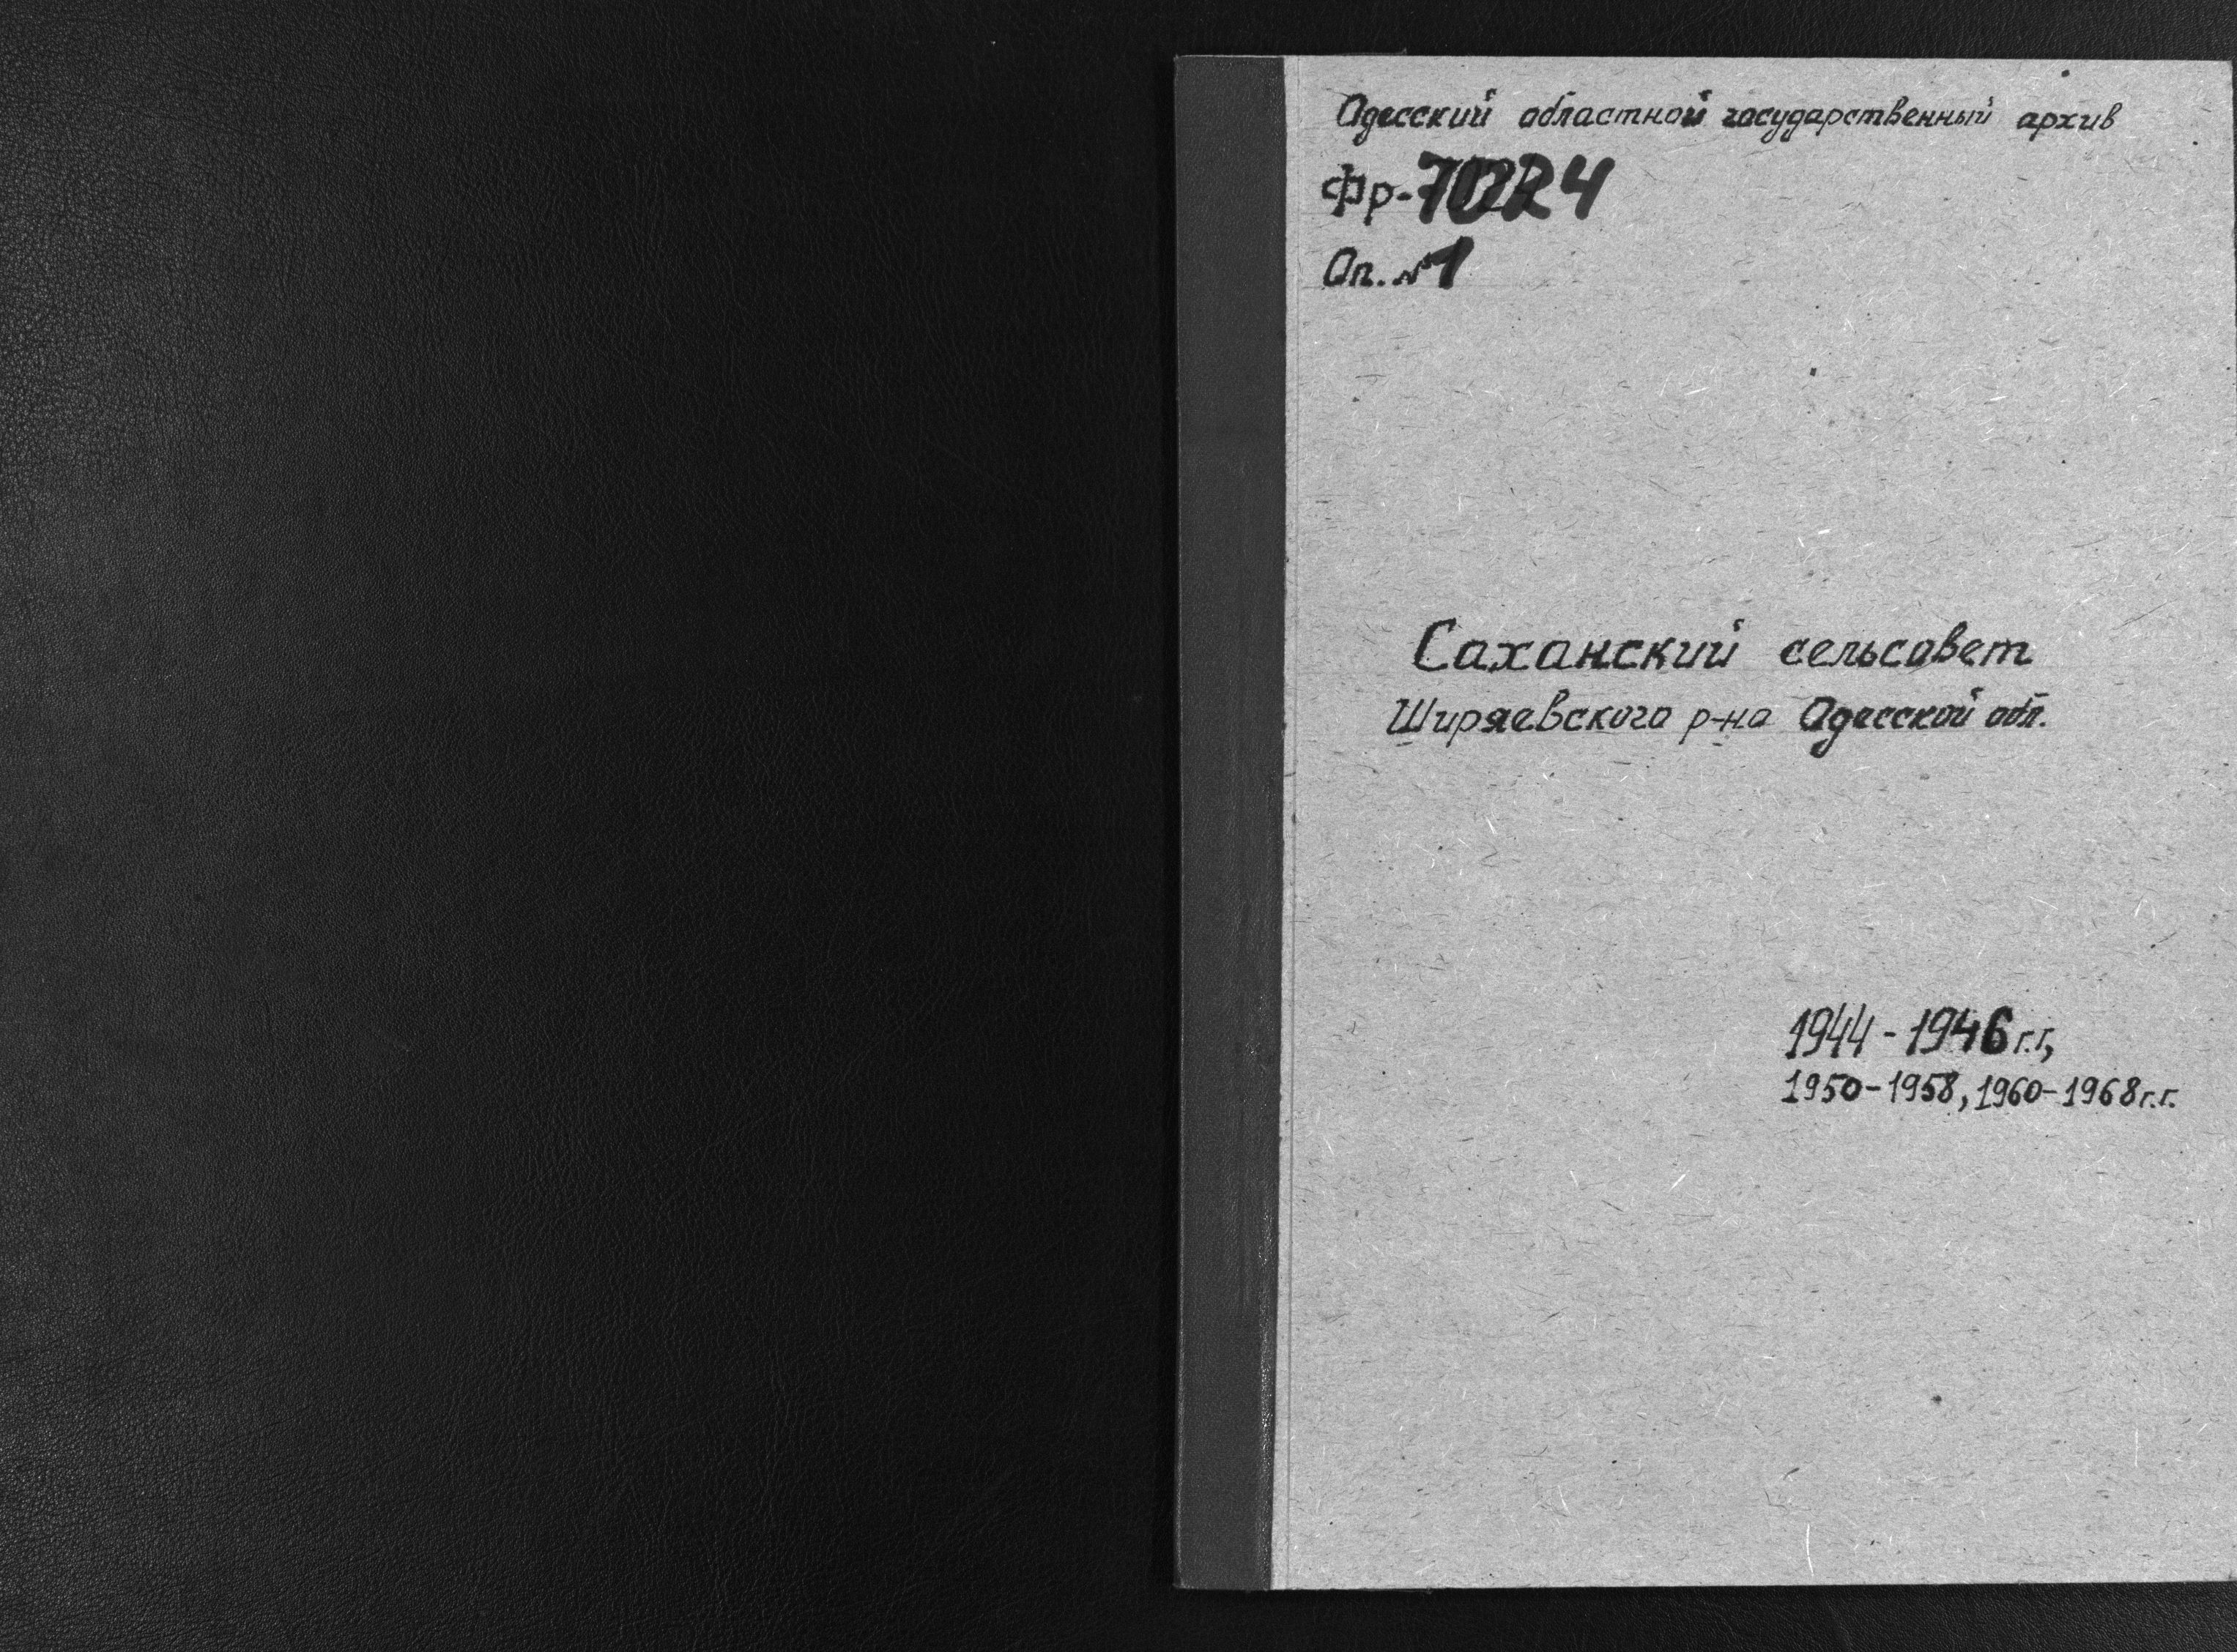 Одесский областной государственный архив
Фр-7024
Оп. №1
Саханский сельсовет
Ширяевского р-на Одесской обл.
1944-1946 г.г,
1950-1958, 1960-1968 г.г.